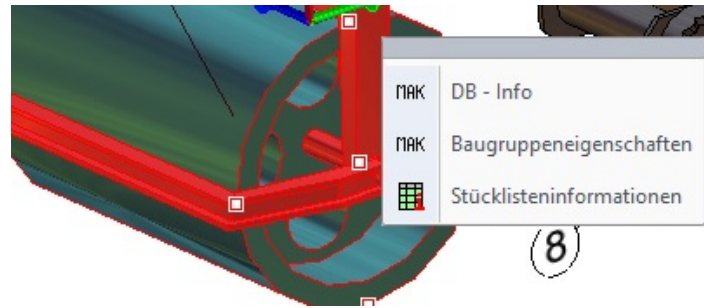 MAK DB - Info
MAK Baugruppeneigenschaften
Stücklisteninformationen
8